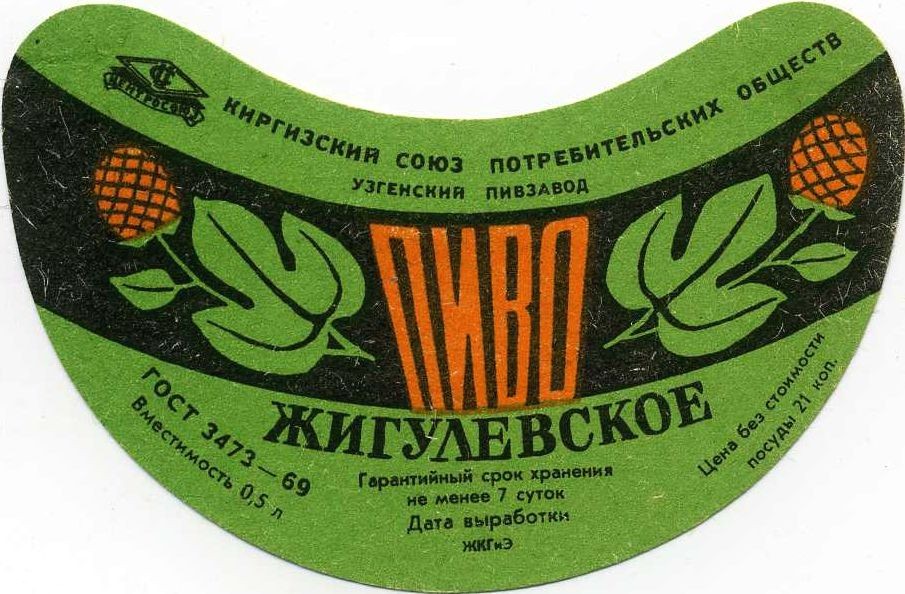 ЦЕНТРОСОЮЗ
КИРГИЗСКИЙ СОЮЗ ПОТРЕБИТЕЛЬСКИХ ОБЩЕСТВ
УЗГЕНСКИЙ ПИВЗАВОД
ПИВО
ЖИГУЛЕВСКОЕ
ГОСТ 3473—69
Вместимость 0,5 л
Гарантийный срок хранения
не менее 7 суток
Дата выработки
ЖКГиЭ
Цена без стоимости
посуды 21 коп.